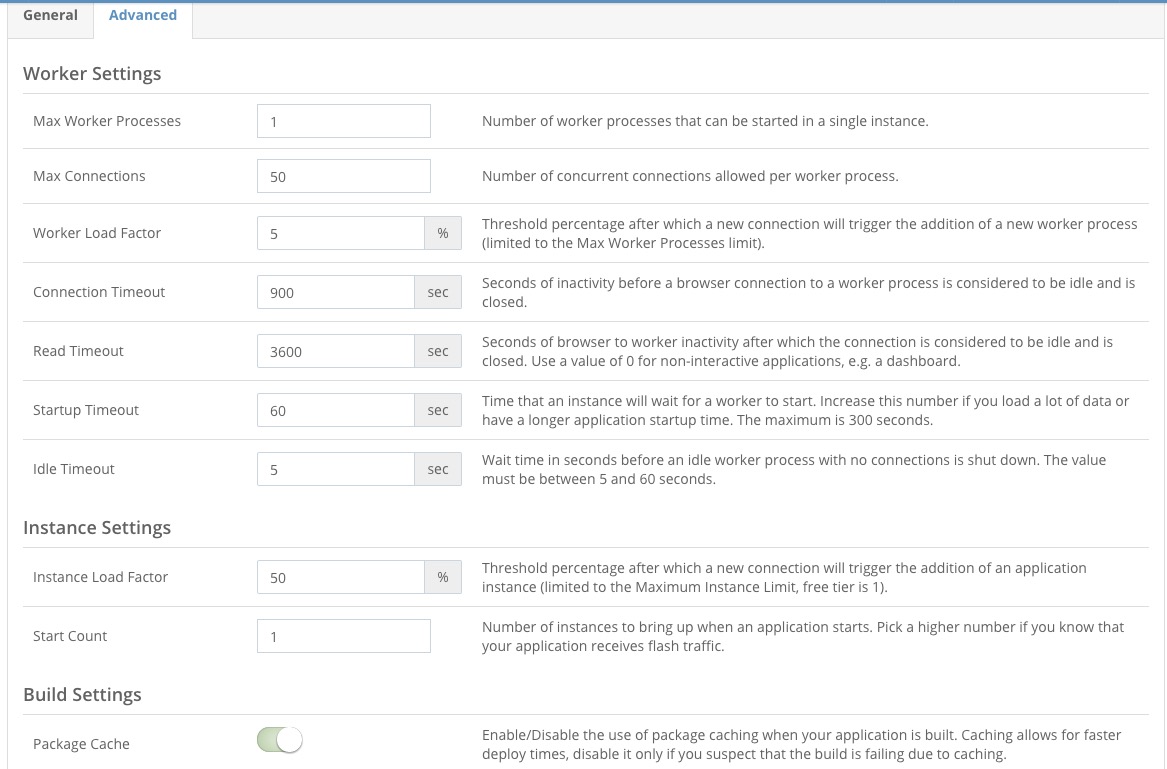 General Advanced
Worker Settings
Max Worker Processes 1 Number of worker processes that can be started in a single instance.
Max Connections 50 Number of concurrent connections allowed per worker process.
Worker Load Factor 5 % Threshold percentage after which a new connection will trigger the addition of a new worker process
(limited to the Max Worker Processes limit).
Connection Timeout 900 sec Seconds of inactivity before a browser connection to a worker process is considered to be idle and is
closed.
Read Timeout 3600 sec Seconds of browser to worker inactivity after which the connection is considered to be idle and is
closed. Use a value of 0 for non-interactive applications, e.g. a dashboard.
Startup Timeout 60 sec Time that an instance will wait for a worker to start. Increase this number if you load a lot of data or
have a longer application startup time. The maximum is 300 seconds.
Idle Timeout 5 sec Wait time in seconds before an idle worker process with no connections is shut down. The value
must be between 5 and 60 seconds.
Instance Settings
Instance Load Factor 50 % Threshold percentage after which a new connection will trigger the addition of an application
instance (limited to the Maximum Instance Limit, free tier is 1).
Start Count 1 Number of instances to bring up when an application starts. Pick a higher number if you know that
your application receives flash traffic.
Build Settings
Package Cache Enable/Disable the use of package caching when your application is built. Caching allows for faster
deploy times, disable it only if you suspect that the build is failing due to caching.